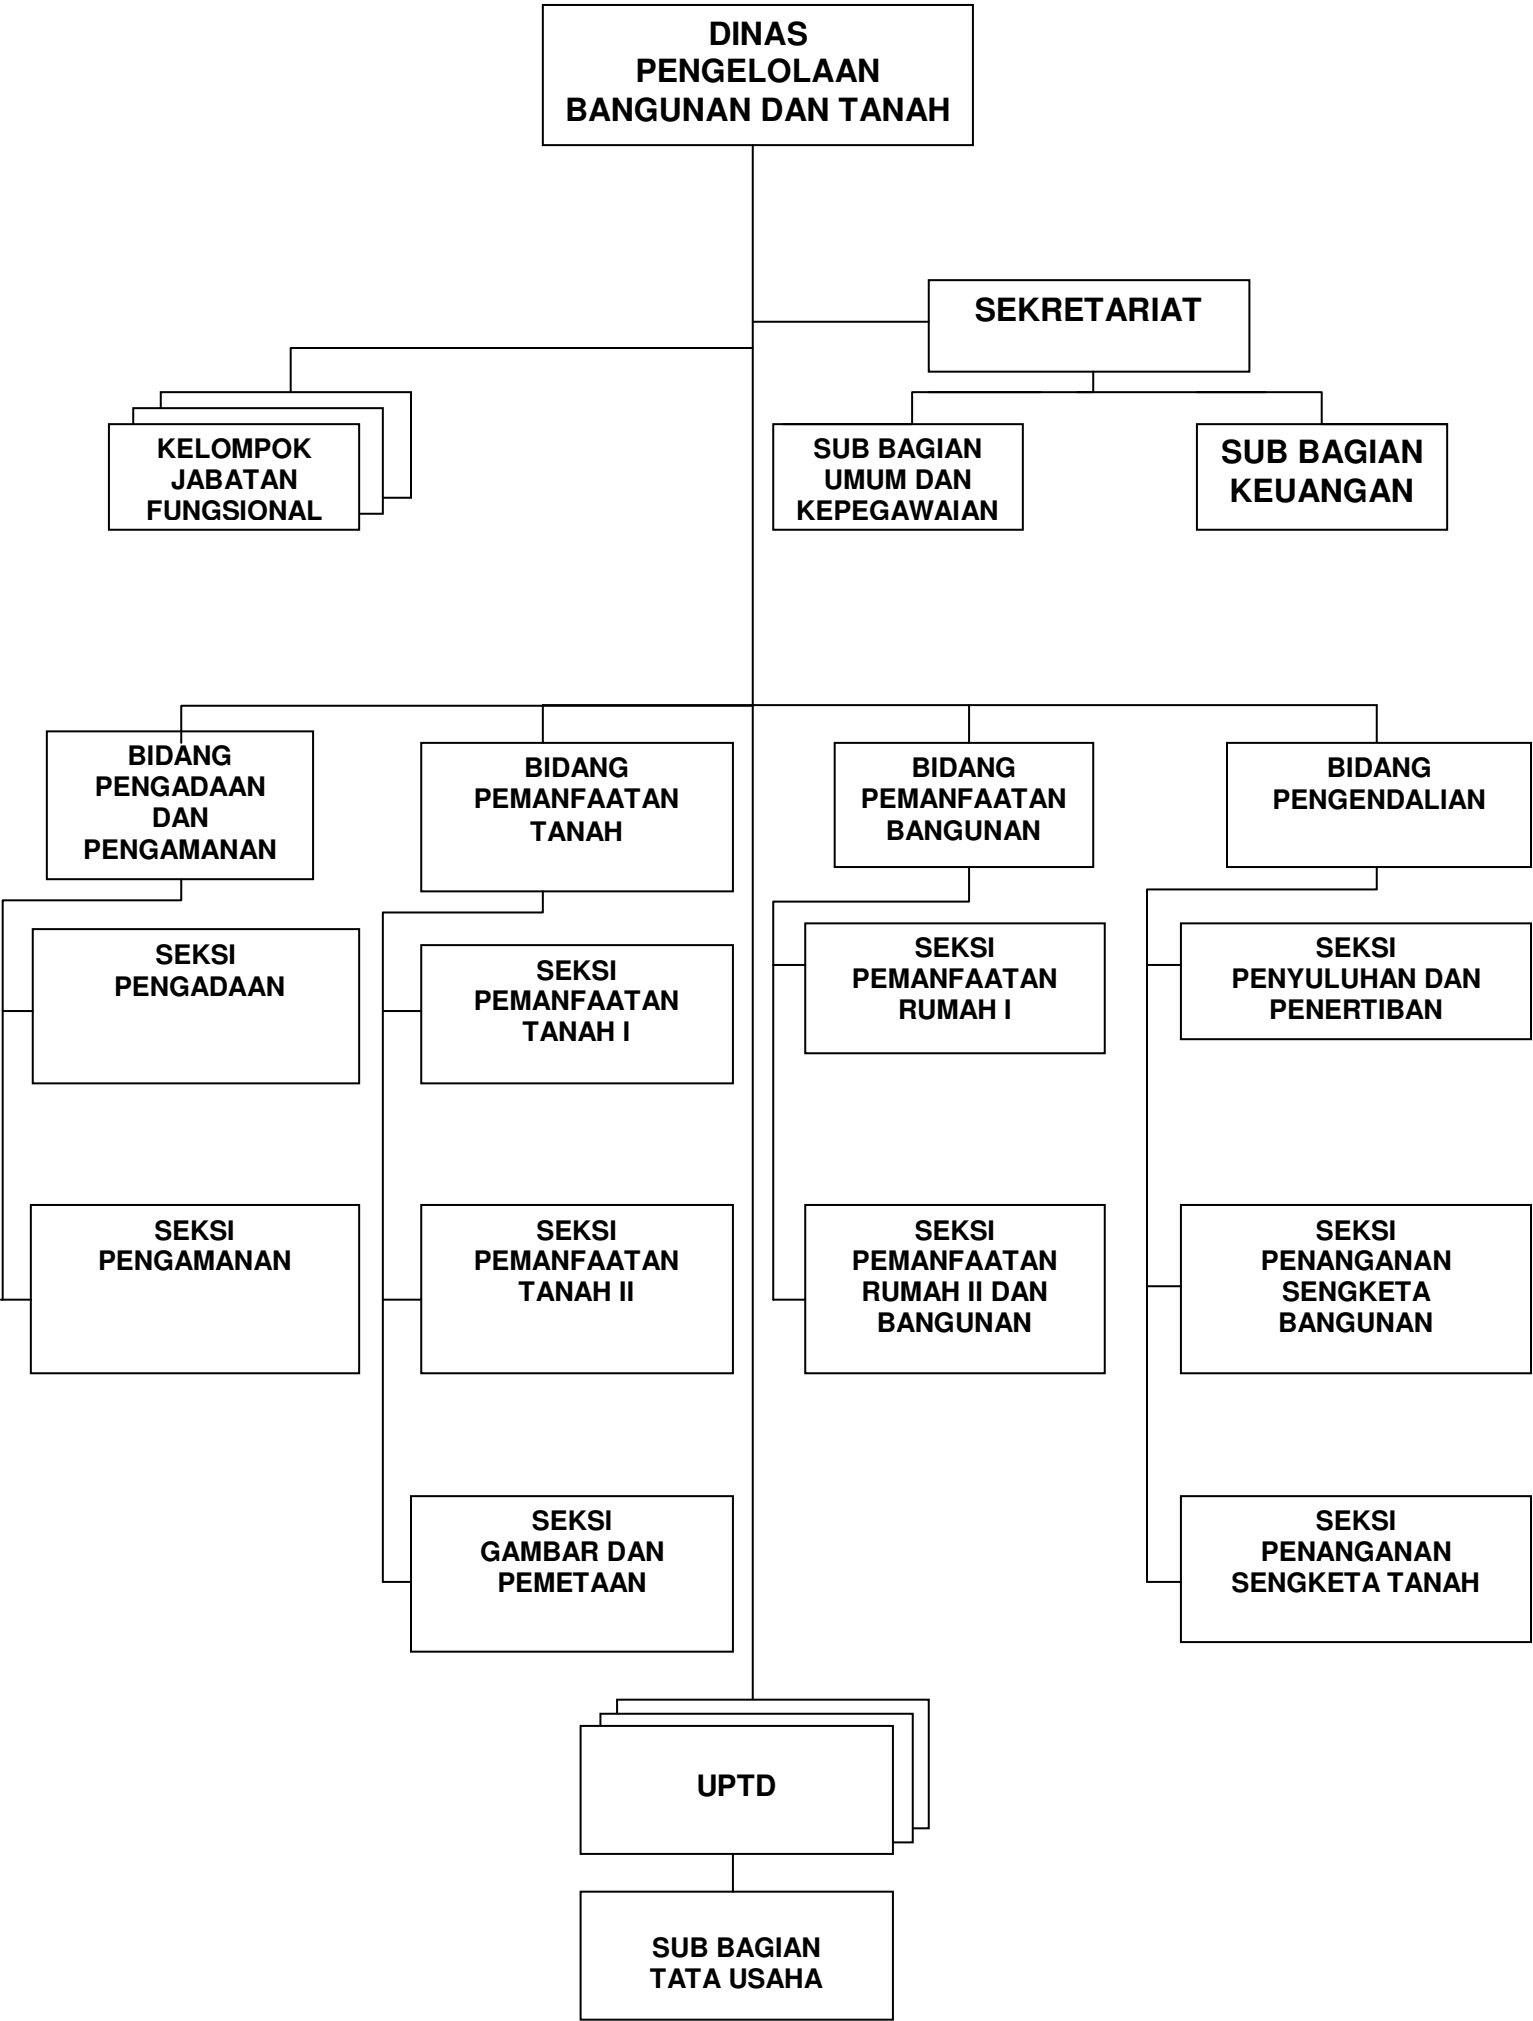 DINAS
PENGELOLAAN
BANGUNAN DAN TANAH
SEKRETARIAT
KELOMPOK
JABATAN
FUNGSIONAL
SUB BAGIAN
UMUM DAN
KEPEGAWAIAN
SUB BAGIAN
KEUANGAN
BIDANG
PENGADAAN
DAN
PENGAMANAN
BIDANG
PEMANFAATAN
TANAH
BIDANG
PEMANFAATAN
BANGUNAN
BIDANG
PENGENDALIAN
SEKSI
PENGADAAN
SEKSI
PEMANFAATAN
TANAH I
SEKSI
PEMANFAATAN
RUMAH I
SEKSI
PENYULUHAN DAN
PENERTIBAN
SEKSI
PENGAMANAN
SEKSI
PEMANFAATAN
TANAH II
SEKSI
PEMANFAATAN
RUMAH II DAN
BANGUNAN
SEKSI
PENANGANAN
SENGKETA
BANGUNAN
SEKSI
GAMBAR DAN
PEMETAAN
SEKSI
PENANGANAN
SENGKETA TANAH
UPTD
SUB BAGIAN
TATA USAHA